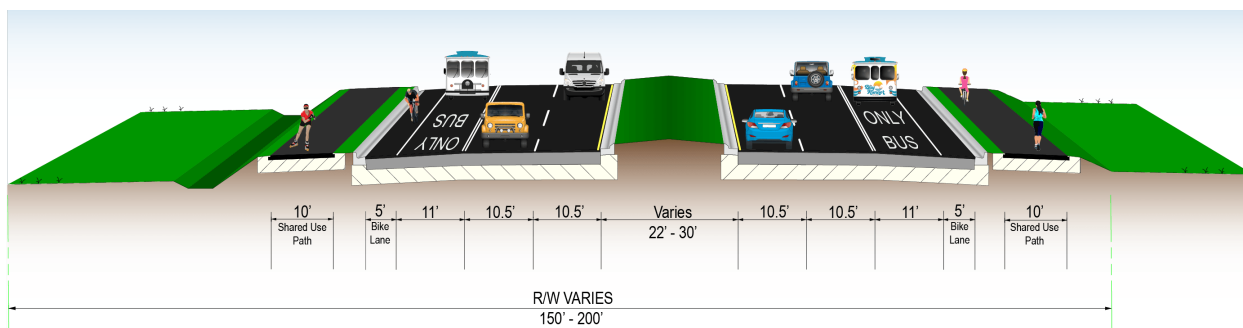 BUS
ONLY
ONLY
BUS
10’
5’
11’
10.5’
10.5’
Varies
10.5’
10.5’
11’
5’
10’
Shared Use
Path
Bike
Lane
22’ - 30’
Bike
Lane
Shared Use
Path
R/W VARIES
150’ - 200’